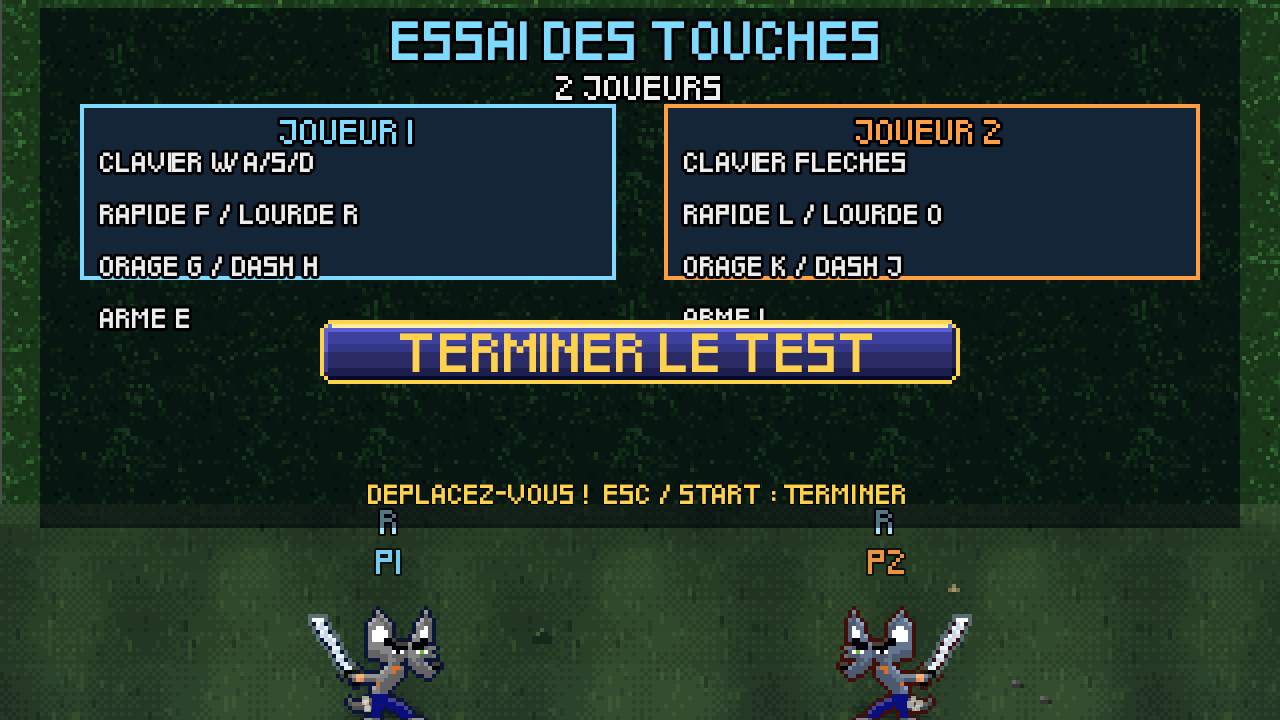 ESSAI DES TOUCHES
2 JOUEURS
JOUEUR 1
CLAVIER W/A/S/D
RAPIDE F / LOURDE R
ORAGE G / DASH H
ARME E
JOUEUR 2
CLAVIER FLECHES
RAPIDE L / LOURDE O
ORAGE K / DASH J
ARME I
TERMINER LE TEST
DEPLACEZ-VOUS ! ESC / START : TERMINER
R
R
P1
P2